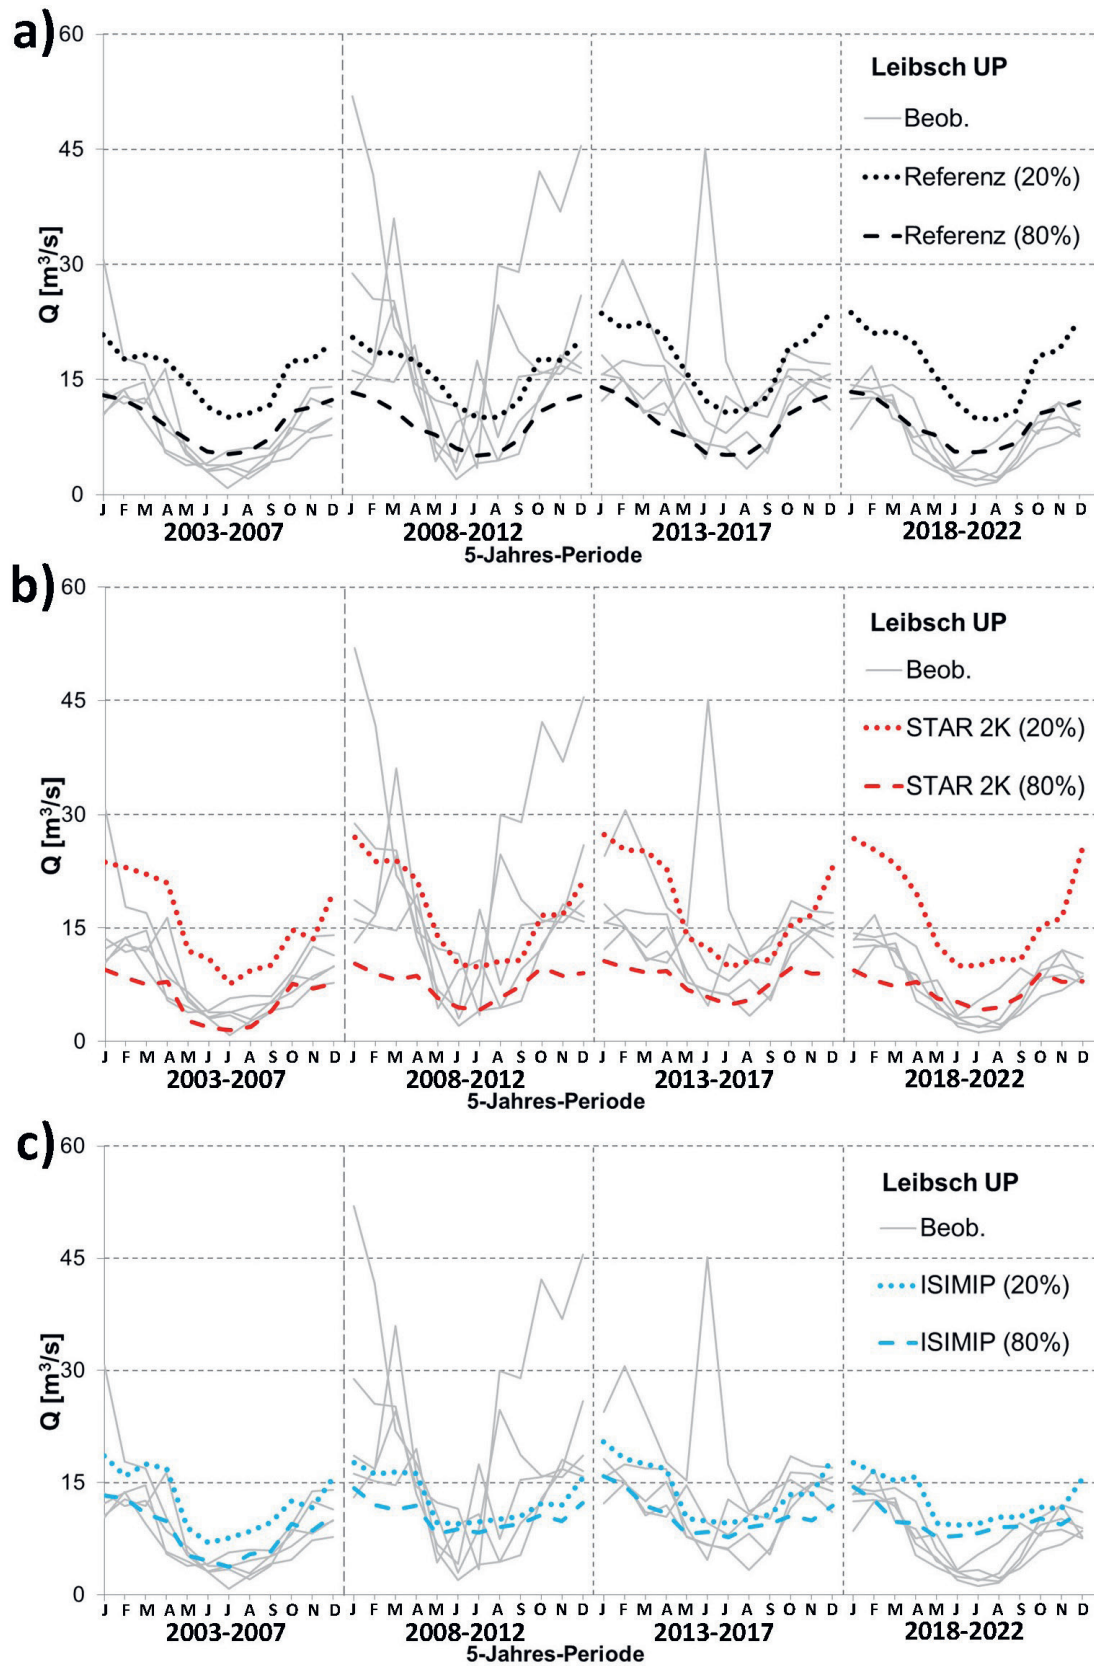 a)
60
45
30
15
0
Q [m³/s]
Leibsch UP
Beob.
Referenz (20%)
Referenz (80%)
J F M A M J J A S O N D J F M A M J J A S O N D J F M A M J J A S O N D J F M A M J J A S O N D
2003-2007 2008-2012 2013-2017 2018-2022
5-Jahres-Periode
b)
60
45
30
15
0
Q [m³/s]
Leibsch UP
Beob.
STAR 2K (20%)
STAR 2K (80%)
J F M A M J J A S O N D J F M A M J J A S O N D J F M A M J J A S O N D J F M A M J J A S O N D
2003-2007 2008-2012 2013-2017 2018-2022
5-Jahres-Periode
c)
60
45
30
15
0
Q [m³/s]
Leibsch UP
Beob.
ISIMIP (20%)
ISIMIP (80%)
J F M A M J J A S O N D J F M A M J J A S O N D J F M A M J J A S O N D J F M A M J J A S O N D
2003-2007 2008-2012 2013-2017 2018-2022
5-Jahres-Periode